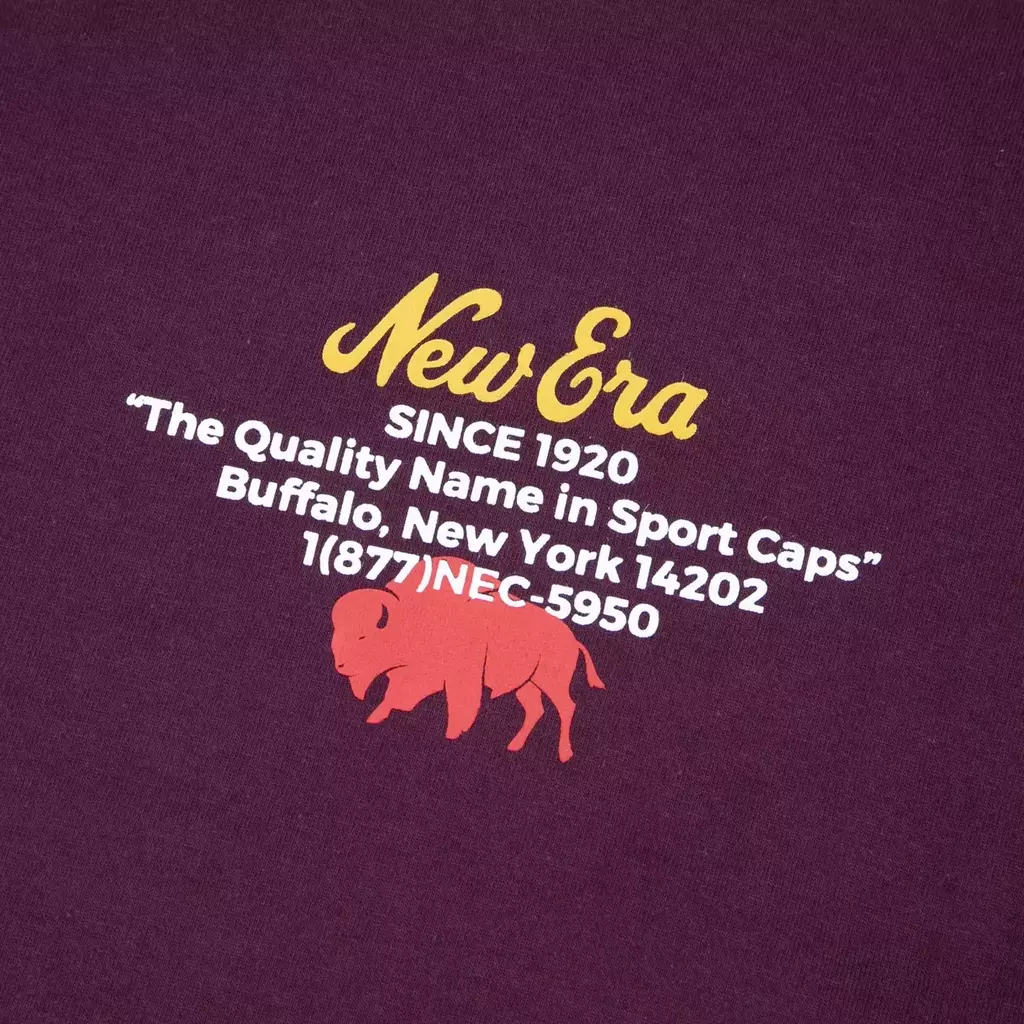 New Era
SINCE 1920
“The Quality Name in Sport Caps”
Buffalo, New York 14202
1(877)NEC-5950